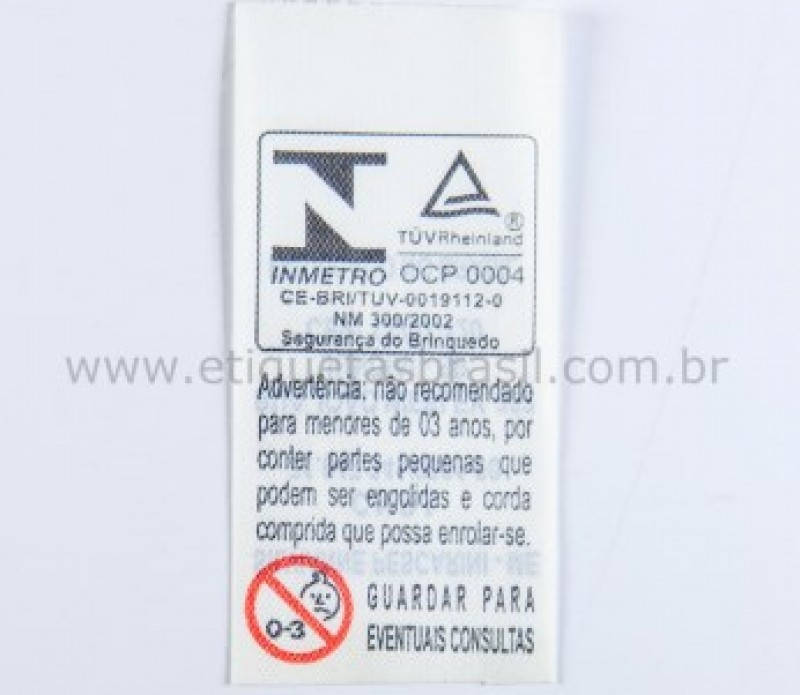 INMETRO
TÜVRheinland ®
OCP 0004
CE-BRI/TUV-0019112-0
NM 300/2002
Segurança do Brinquedo
www.etiquetasbrasil.com.br
Advertência: não recomendado
para menores de 03 anos, por
conter partes pequenas que
podem ser engolidas e corda
comprida que possa enrolar-se.
0-3
GUARDAR PARA
EVENTUAIS CONSULTAS